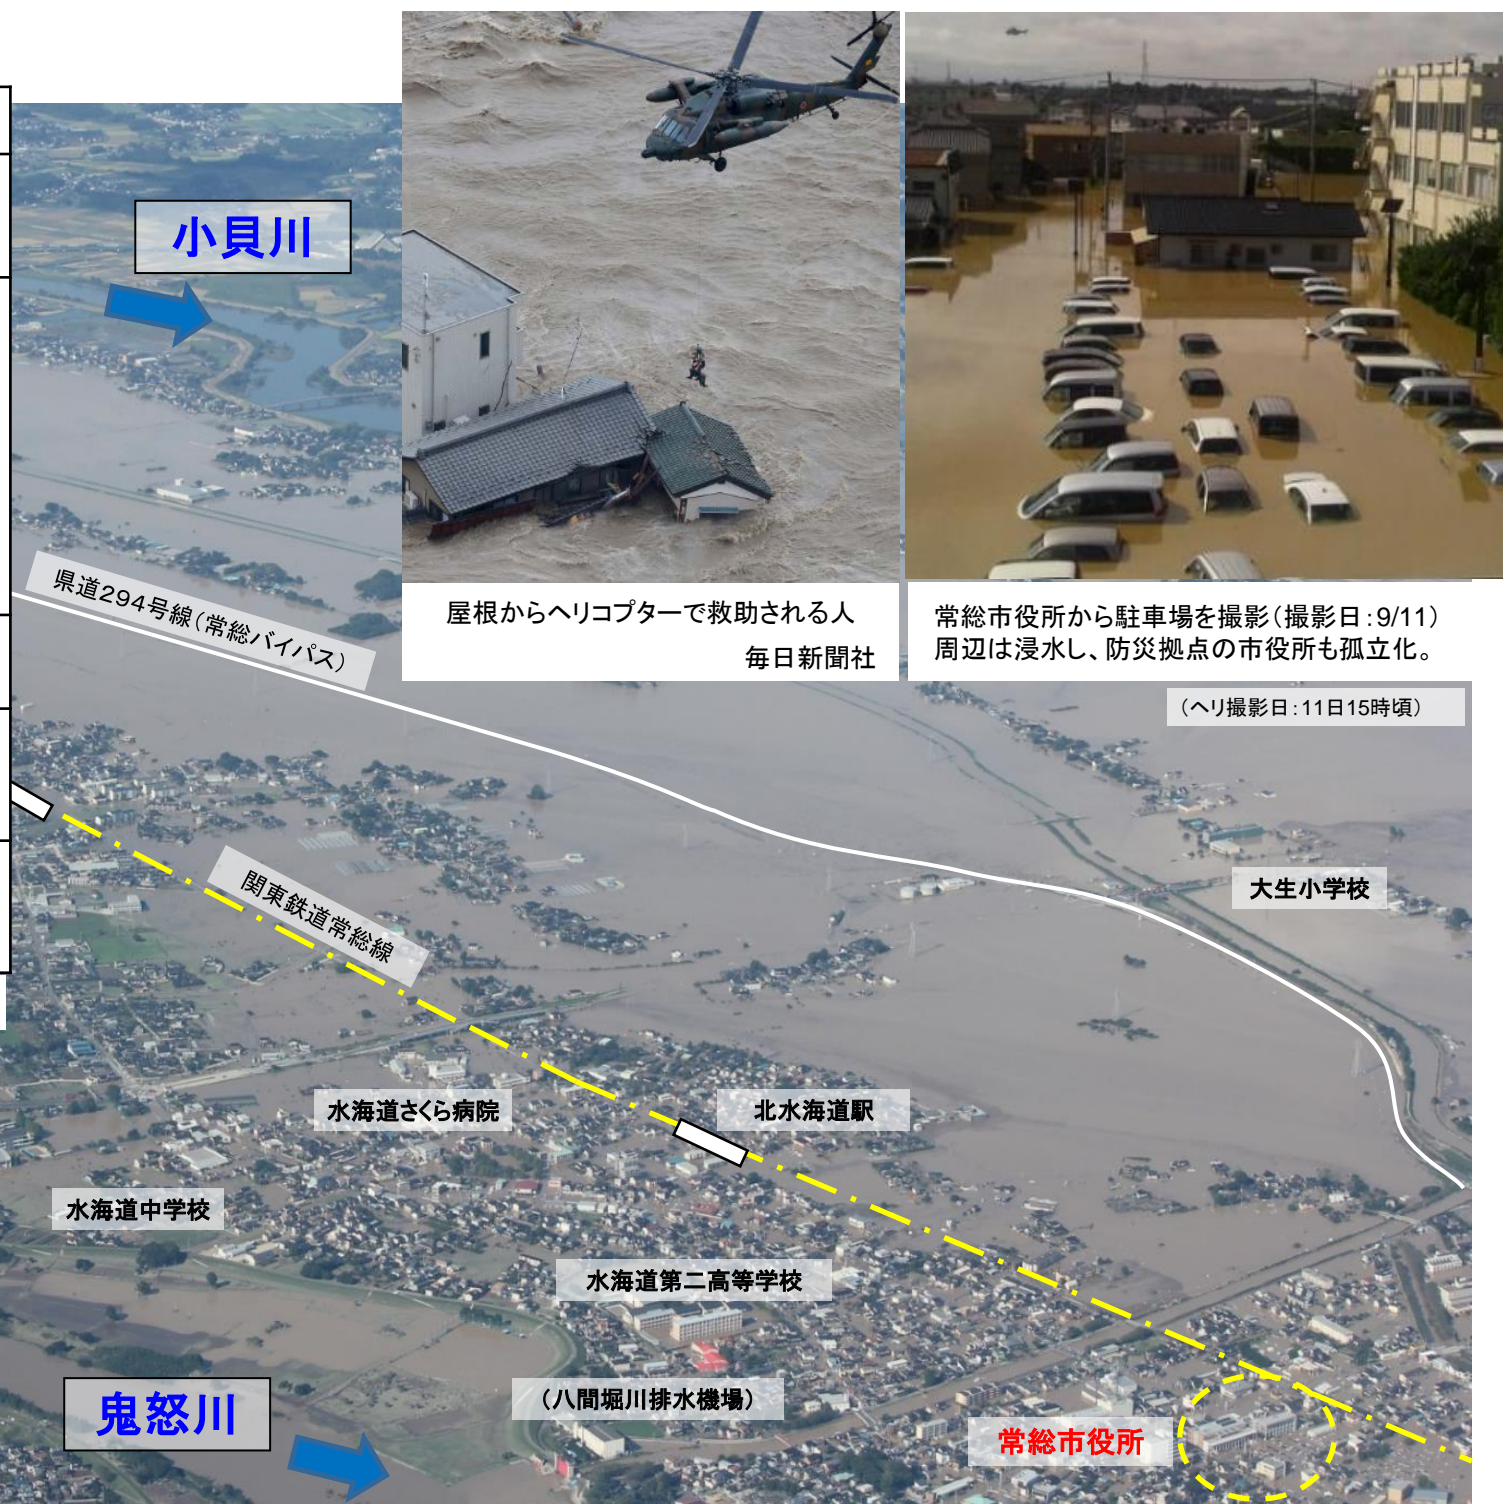 小貝川
屋根からヘリコプターで救助される人
毎日新聞社
常総市役所から駐車場を撮影(撮影日:9/11)
周辺は浸水し、防災拠点の市役所も孤立化。
県道294号線(常総バイパス)
(ヘリ撮影日:11日15時頃)
大生小学校
関東鉄道常総線
水海道さくら病院
北水海道駅
水海道中学校
水海道第二高等学校
鬼怒川
(八間堀川排水機場)
常総市役所